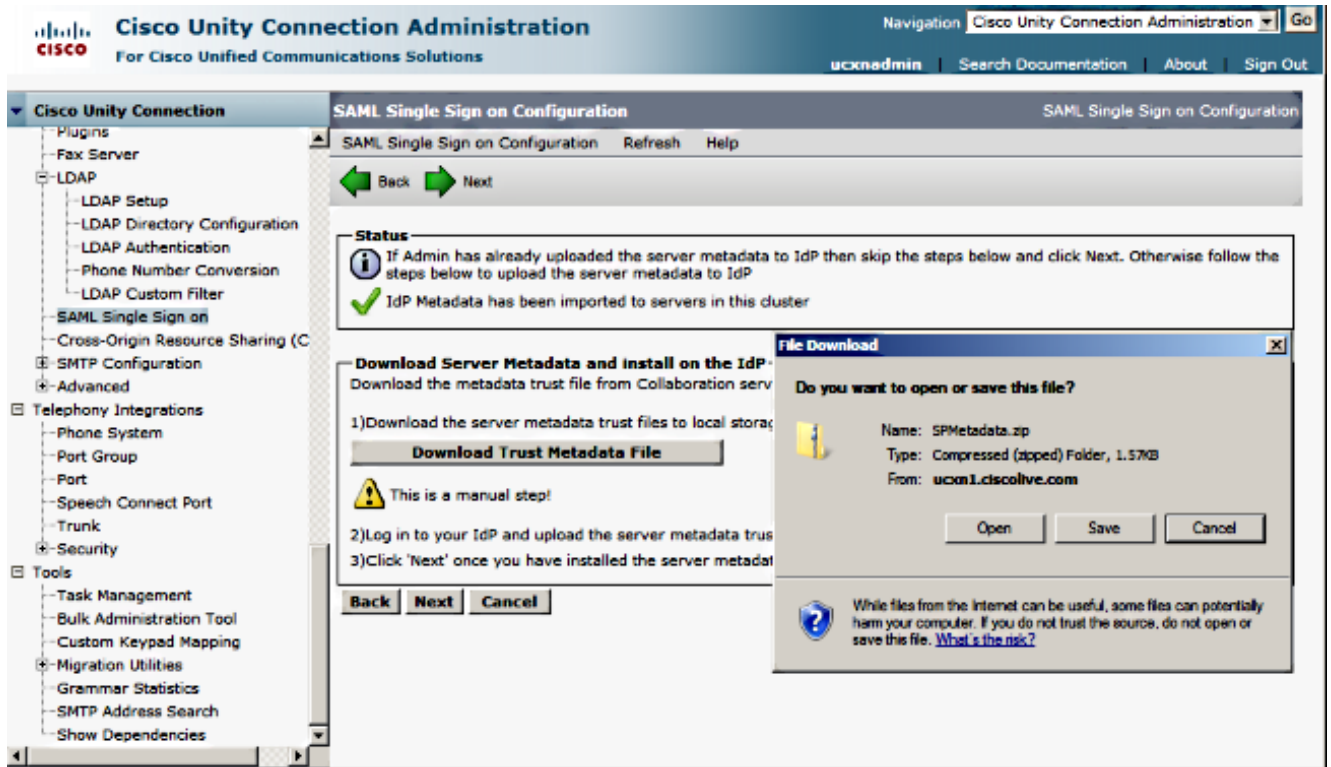 CISCO
Cisco Unity Connection Administration
For Cisco Unified Communications Solutions
Navigation Cisco Unity Connection Administration Go
ucxnadmin | Search Documentation | About | Sign Out
Cisco Unity Connection
Plugins
Fax Server
LDAP
LDAP Setup
LDAP Directory Configuration
LDAP Authentication
Phone Number Conversion
LDAP Custom Filter
SAML Single Sign on
Cross-Origin Resource Sharing (C
SMTP Configuration
Advanced
Telephony Integrations
Phone System
Port Group
Port
Speech Connect Port
Trunk
Security
Tools
Task Management
Bulk Administration Tool
Custom Keypad Mapping
Migration Utilities
Grammar Statistics
SMTP Address Search
Show Dependencies
SAML Single Sign on Configuration
SAML Single Sign on Configuration
SAML Single Sign on Configuration Refresh Help
Back Next
Status
If Admin has already uploaded the server metadata to IdP then skip the steps below and click Next. Otherwise follow the
steps below to upload the server metadata to IdP
IdP Metadata has been imported to servers in this cluster
Download Server Metadata and install on the IdP
Download the metadata trust file from Collaboration serv
1)Download the server metadata trust files to local storag
Download Trust Metadata File
This is a manual step!
2)Log in to your IdP and upload the server metadata trus
3)Click 'Next' once you have installed the server metadat
Back Next Cancel
File Download
Do you want to open or save this file?
Name: SPMetadata.zip
Type: Compressed (zipped) Folder, 1.57KB
From: ucxn1.ciscolive.com
Open Save Cancel
While files from the Internet can be useful, some files can potentially
harm your computer. If you do not trust the source, do not open or
save this file. What's the risk?